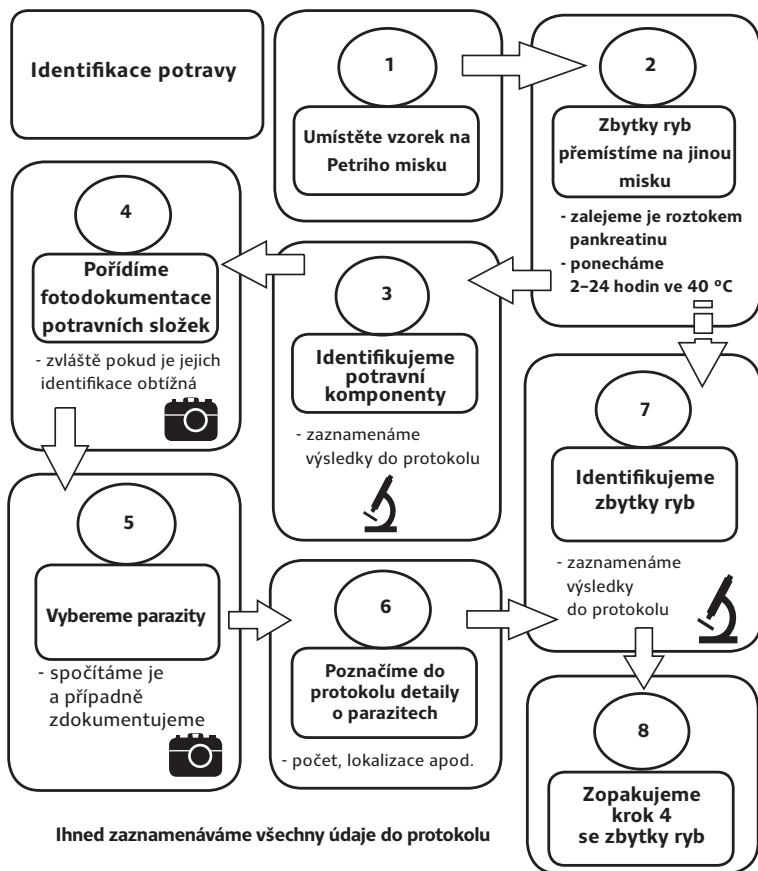 Identifikace potravy
1
Umístěte vzorek na
Petriho misku
2
Zbytky ryb
přemístíme na jinou
misku
- zalejeme je roztokem
pankreatinu
- ponecháme
2–24 hodin ve 40 °C
3
Identifikujeme
potravní
komponenty
- zaznamenáme
výsledky do protokolu
4
Pořídíme
fotodokumentace
potravních složek
- zvláště pokud je jejich
identifikace obtížná
5
Vybereme parazity
- spočítáme je
a případně
zdokumentujeme
6
Poznačíme do
protokolu detaily
o parazitech
- počet, lokalizace apod.
7
Identifikujeme
zbytky ryb
- zaznamenáme
výsledky
do protokolu
8
Zopakujeme
krok 4
se zbytky ryb
Ihned zaznamenáváme všechny údaje do protokolu